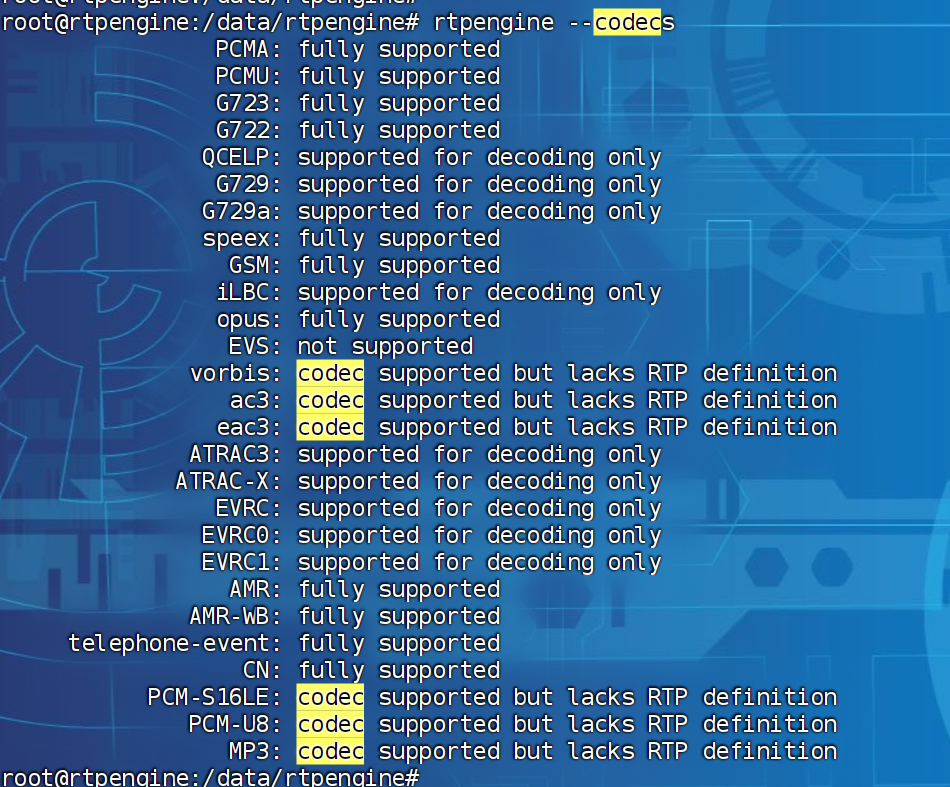 root@rtpengine:/data/rtpengine#
root@rtpengine:/data/rtpengine# rtpengine --codecs
PCMA: fully supported
PCMU: fully supported
G723: fully supported
G722: fully supported
QCELP: supported for decoding only
G729: supported for decoding only
G729a: supported for decoding only
speex: fully supported
GSM: fully supported
iLBC: supported for decoding only
opus: fully supported
EVS: not supported
vorbis: codec supported but lacks RTP definition
ac3: codec supported but lacks RTP definition
eac3: codec supported but lacks RTP definition
ATRAC3: supported for decoding only
ATRAC-X: supported for decoding only
EVRC: supported for decoding only
EVRC0: supported for decoding only
EVRC1: supported for decoding only
AMR: fully supported
AMR-WB: fully supported
telephone-event: fully supported
CN: fully supported
PCM-S16LE: codec supported but lacks RTP definition
PCM-U8: codec supported but lacks RTP definition
MP3: codec supported but lacks RTP definition
root@rtpengine:/data/rtpengine#